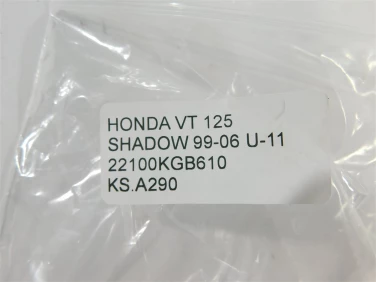 HONDA VT 125
SHADOW 99-06 U-11
22100KGB610
KS.A290